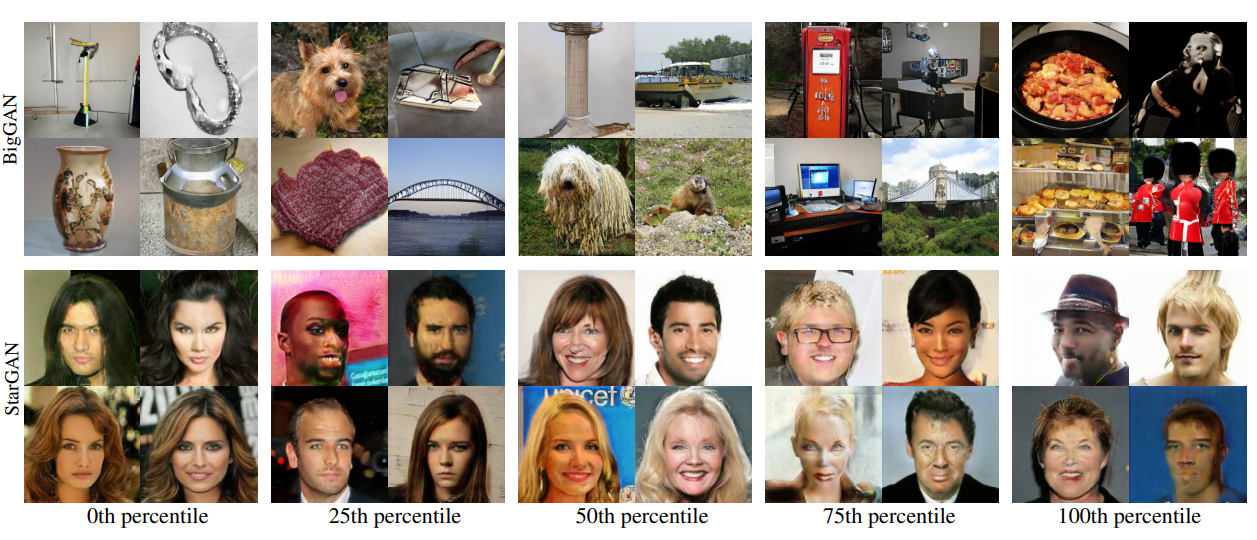 BigGAN
StarGAN
unicef
0th percentile
25th percentile
50th percentile
75th percentile
100th percentile